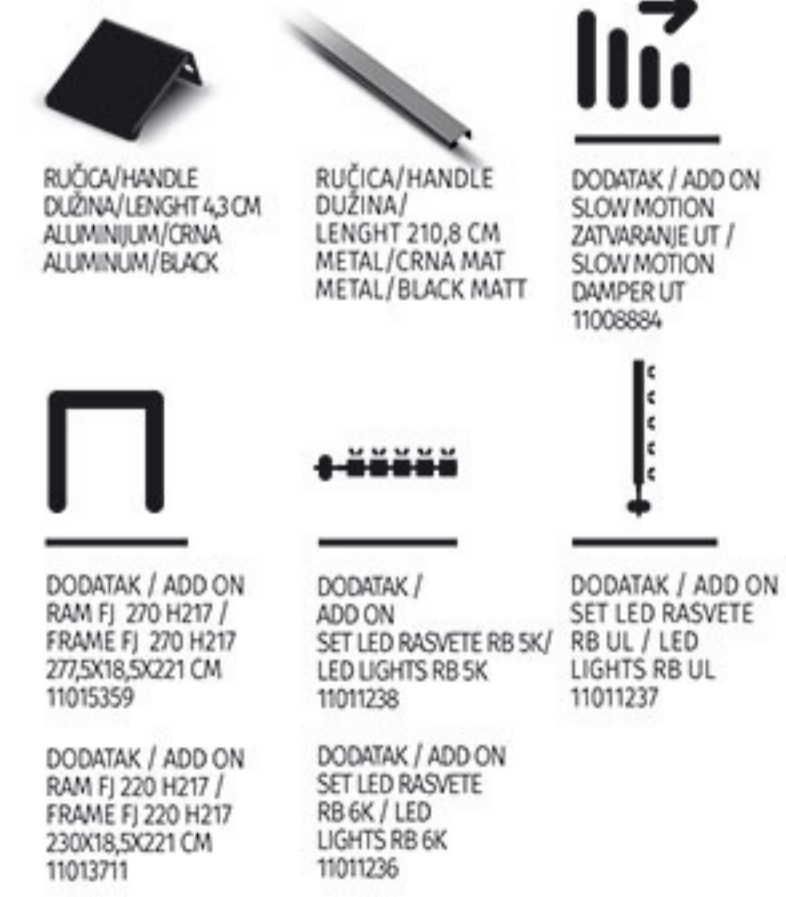 RUČICA/HANDLE
DUŽINA/LENGHT 4,3 CM
ALUMINIJUM/CRNA
ALUMINUM/BLACK
RUČICA/HANDLE
DUŽINA/
LENGHT 210,8 CM
METAL/CRNA MAT
METAL/BLACK MATT
DODATAK / ADD ON
SLOW MOTION
ZATVARANJE UT /
SLOW MOTION
DAMPER UT
11008884
DODATAK / ADD ON
RAM FJ 270 H217 /
FRAME FJ 270 H217
277,5X18,5X221 CM
11015359
DODATAK /
ADD ON
SET LED RASVETE RB 5K/
LED LIGHTS RB 5K
11011238
DODATAK / ADD ON
SET LED RASVETE
RB UL / LED
LIGHTS RB UL
11011237
DODATAK / ADD ON
RAM FJ 220 H217 /
FRAME FJ 220 H217
230X18,5X221 CM
11013711
DODATAK / ADD ON
SET LED RASVETE
RB 6K / LED
LIGHTS RB 6K
11011236